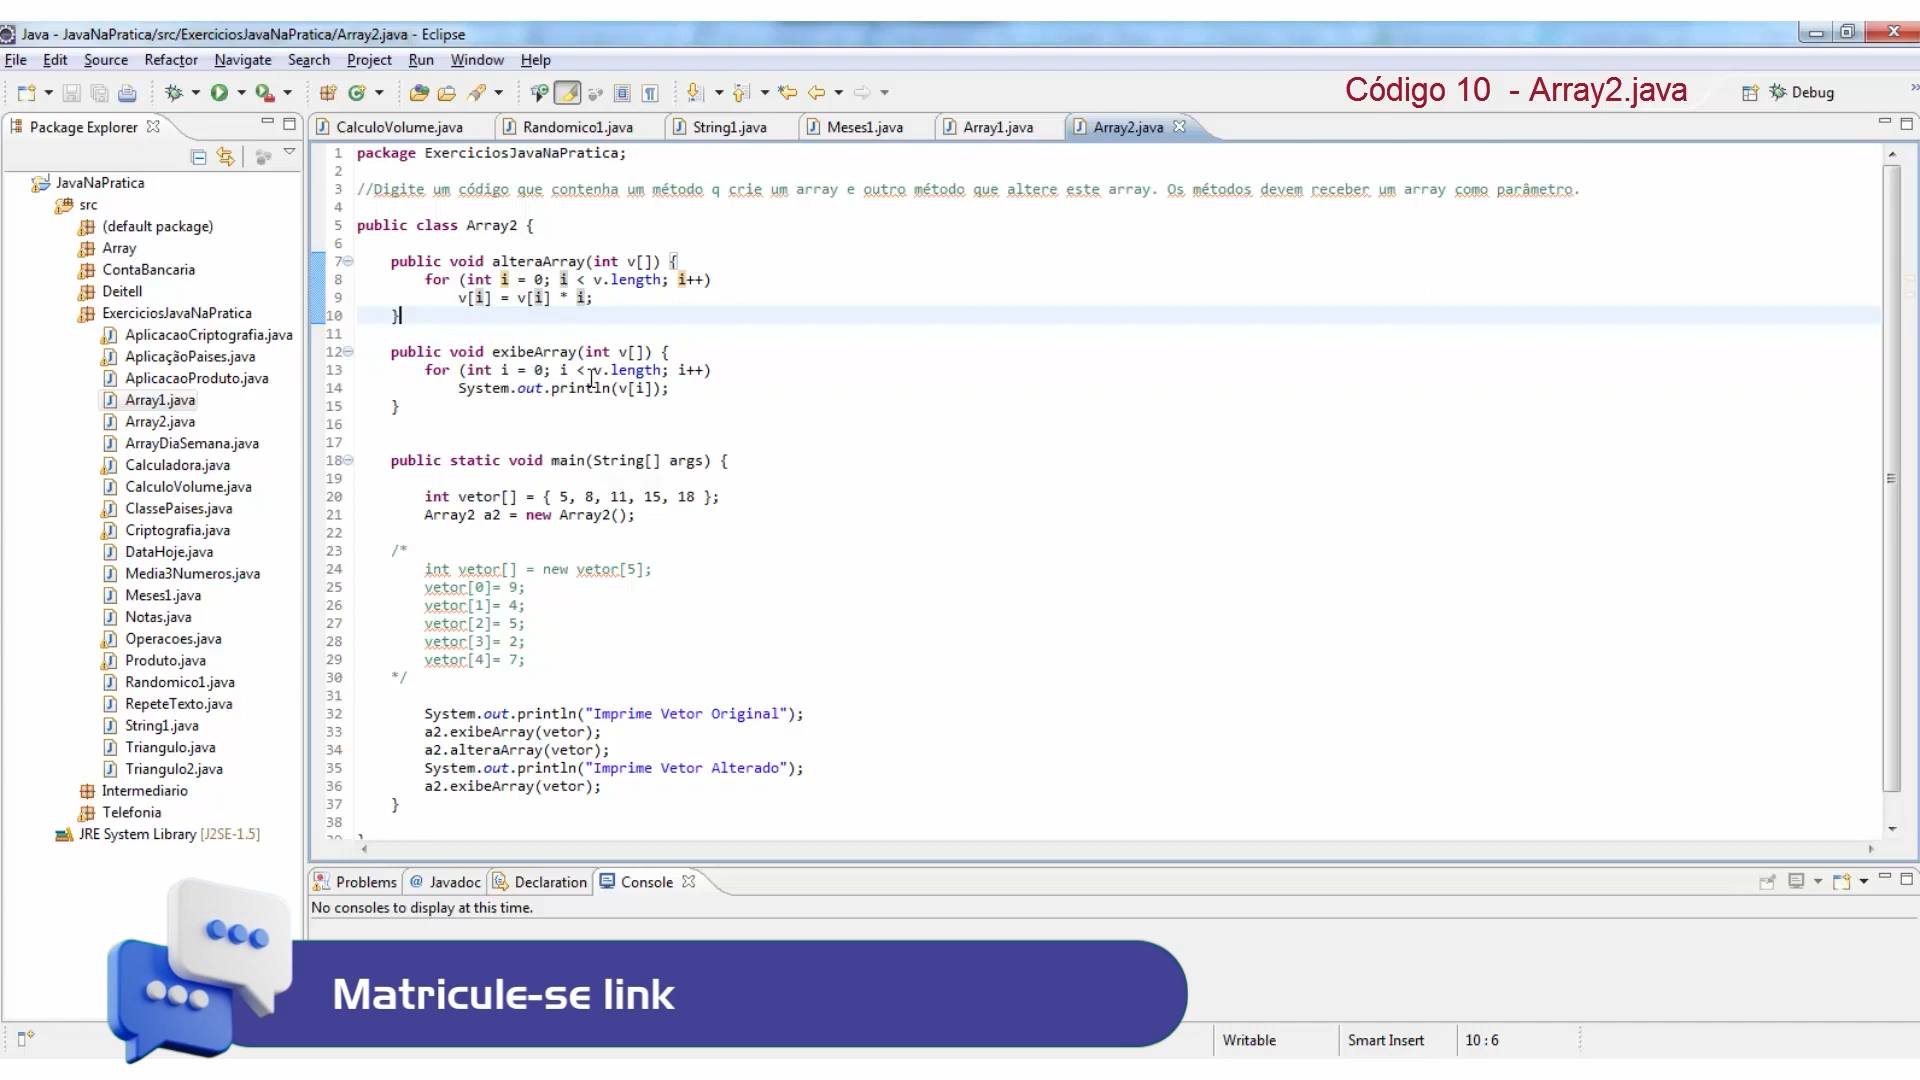 Java - JavaNaPratica/src/ExerciciosJavaNaPratica/Array2.java - Eclipse
File Edit Source Refactor Navigate Search Project Run Window Help
Código 10 - Array2.java
Debug
Package Explorer
CalculoVolume.java Randomico1.java String1.java Meses1.java Array1.java Array2.java
JavaNaPratica
src
(default package)
Array
ContaBancaria
Deitell
ExerciciosJavaNaPratica
AplicacaoCriptografia.java
AplicaçãoPaises.java
AplicacaoProduto.java
Array1.java
Array2.java
ArrayDiaSemana.java
Calculadora.java
CalculoVolume.java
ClassePaises.java
Criptografia.java
DataHoje.java
Media3Numeros.java
Meses1.java
Notas.java
Operacoes.java
Produto.java
Randomico1.java
RepeteTexto.java
String1.java
Triangulo.java
Triangulo2.java
Intermediario
Telefonia
JRE System Library [J2SE-1.5]
1 package ExerciciosJavaNaPratica;
2
3 //Digite um código que contenha um método q crie um array e outro método que altere este array. Os métodos devem receber um array como parâmetro.
4
5 public class Array2 {
6
7 public void alteraArray(int v[]) {
8 for (int i = 0; i < v.length; i++)
9 v[i] = v[i] * i;
10 }
11
12 public void exibeArray(int v[]) {
13 for (int i = 0; i < v.length; i++)
14 System.out.println(v[i]);
15 }
16
17
18 public static void main(String[] args) {
19
20 int vetor[] = { 5, 8, 11, 15, 18 };
21 Array2 a2 = new Array2();
22
23 /*
24 int vetor[] = new vetor[5];
25 vetor[0]= 9;
26 vetor[1]= 4;
27 vetor[2]= 5;
28 vetor[3]= 2;
29 vetor[4]= 7;
30 */
31
32 System.out.println("Imprime Vetor Original");
33 a2.exibeArray(vetor);
34 a2.alteraArray(vetor);
35 System.out.println("Imprime Vetor Alterado");
36 a2.exibeArray(vetor);
37 }
38
Problems Javadoc Declaration Console
No consoles to display at this time.
Matricule-se link
Writable Smart Insert 10 : 6